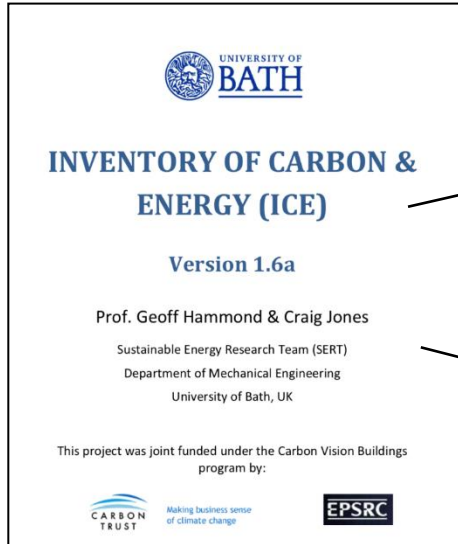 UNIVERSITY OF
BATH
INVENTORY OF CARBON &
ENERGY (ICE)
Version 1.6a
Prof. Geoff Hammond & Craig Jones
Sustainable Energy Research Team (SERT)
Department of Mechanical Engineering
University of Bath, UK
This project was joint funded under the Carbon Vision Buildings
program by:
CARBON
TRUST
Making business sense
of climate change
EPSRC